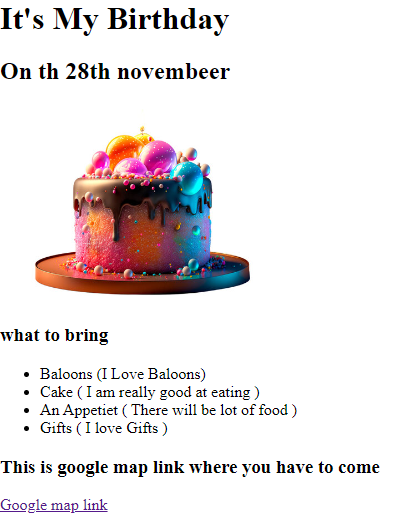 It's My Birthday
On th 28th novembeer
what to bring
Baloons (I Love Baloons)
Cake ( I am really good at eating )
An Appetiet ( There will be lot of food )
Gifts ( I love Gifts )
This is google map link where you have to come
Google map link